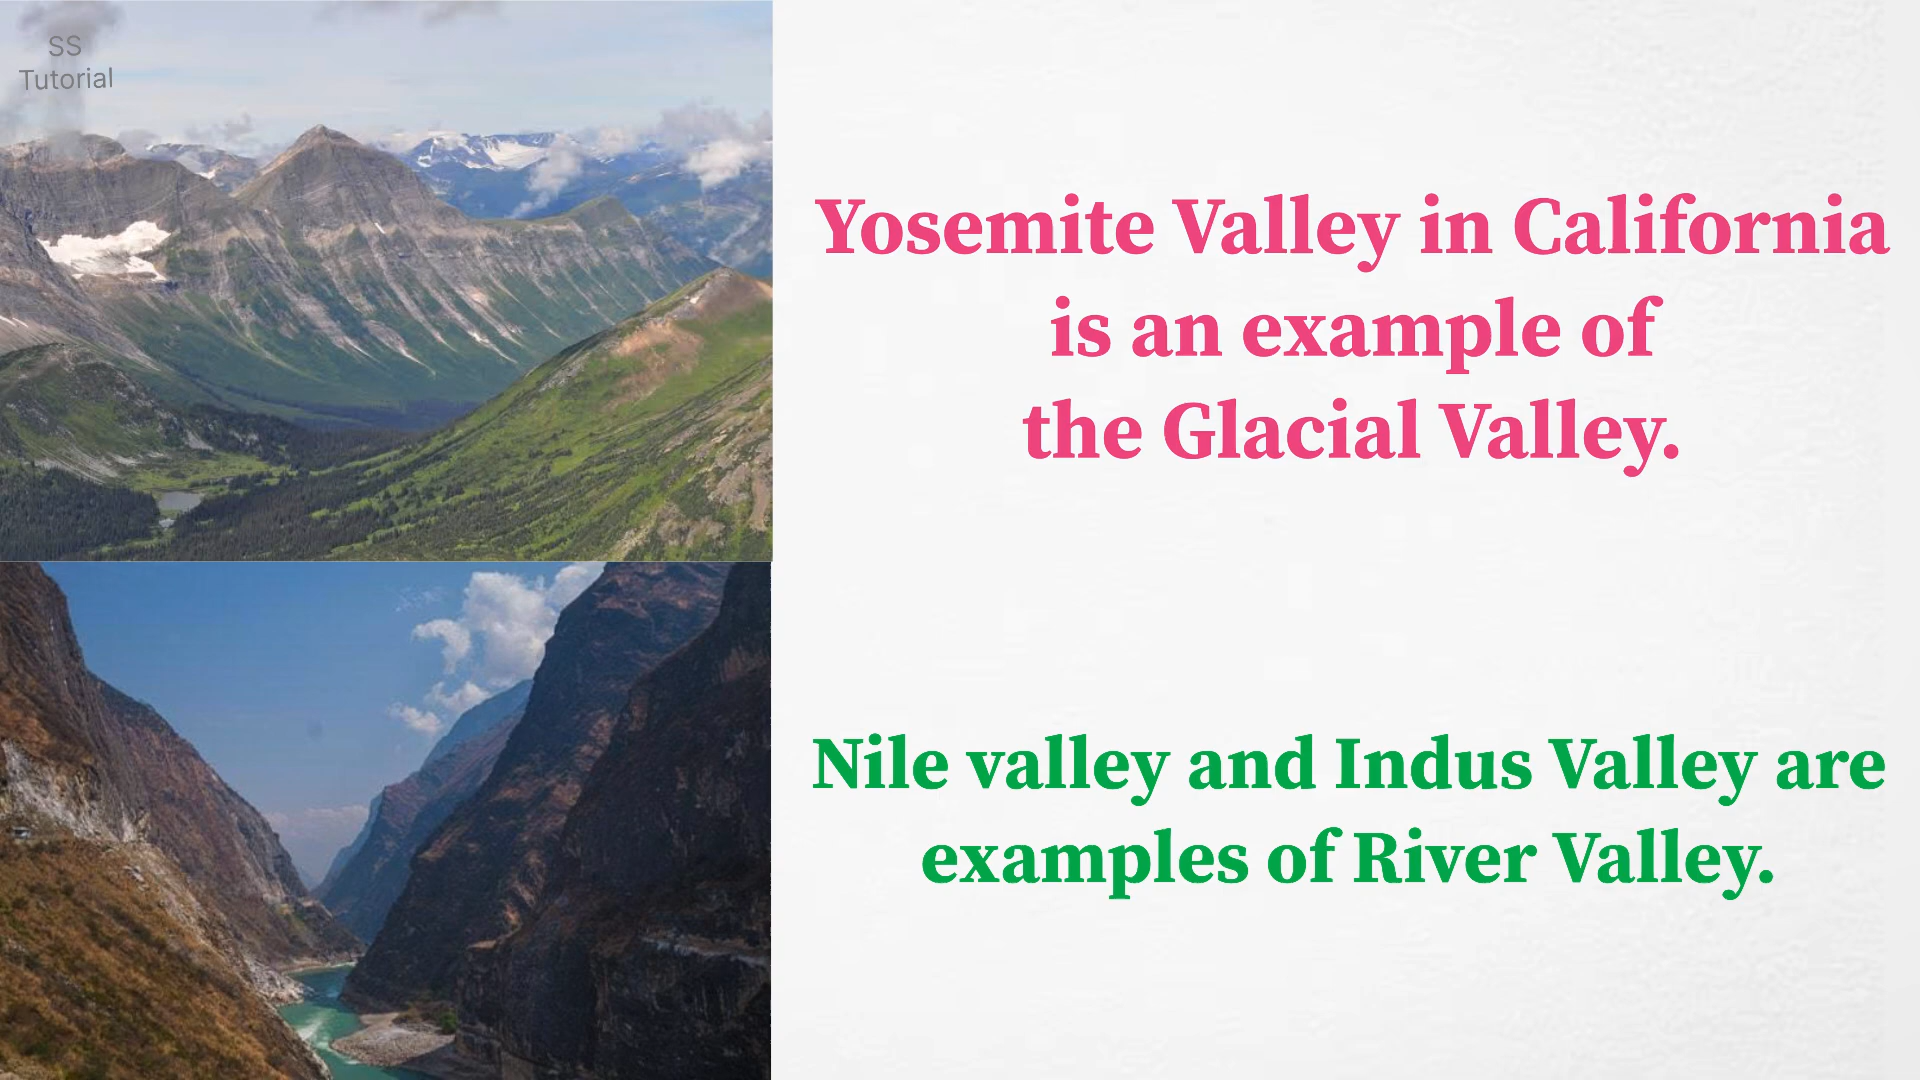 SS
Tutorial
Yosemite Valley in California
is an example of
the Glacial Valley.
Nile valley and Indus Valley are
examples of River Valley.